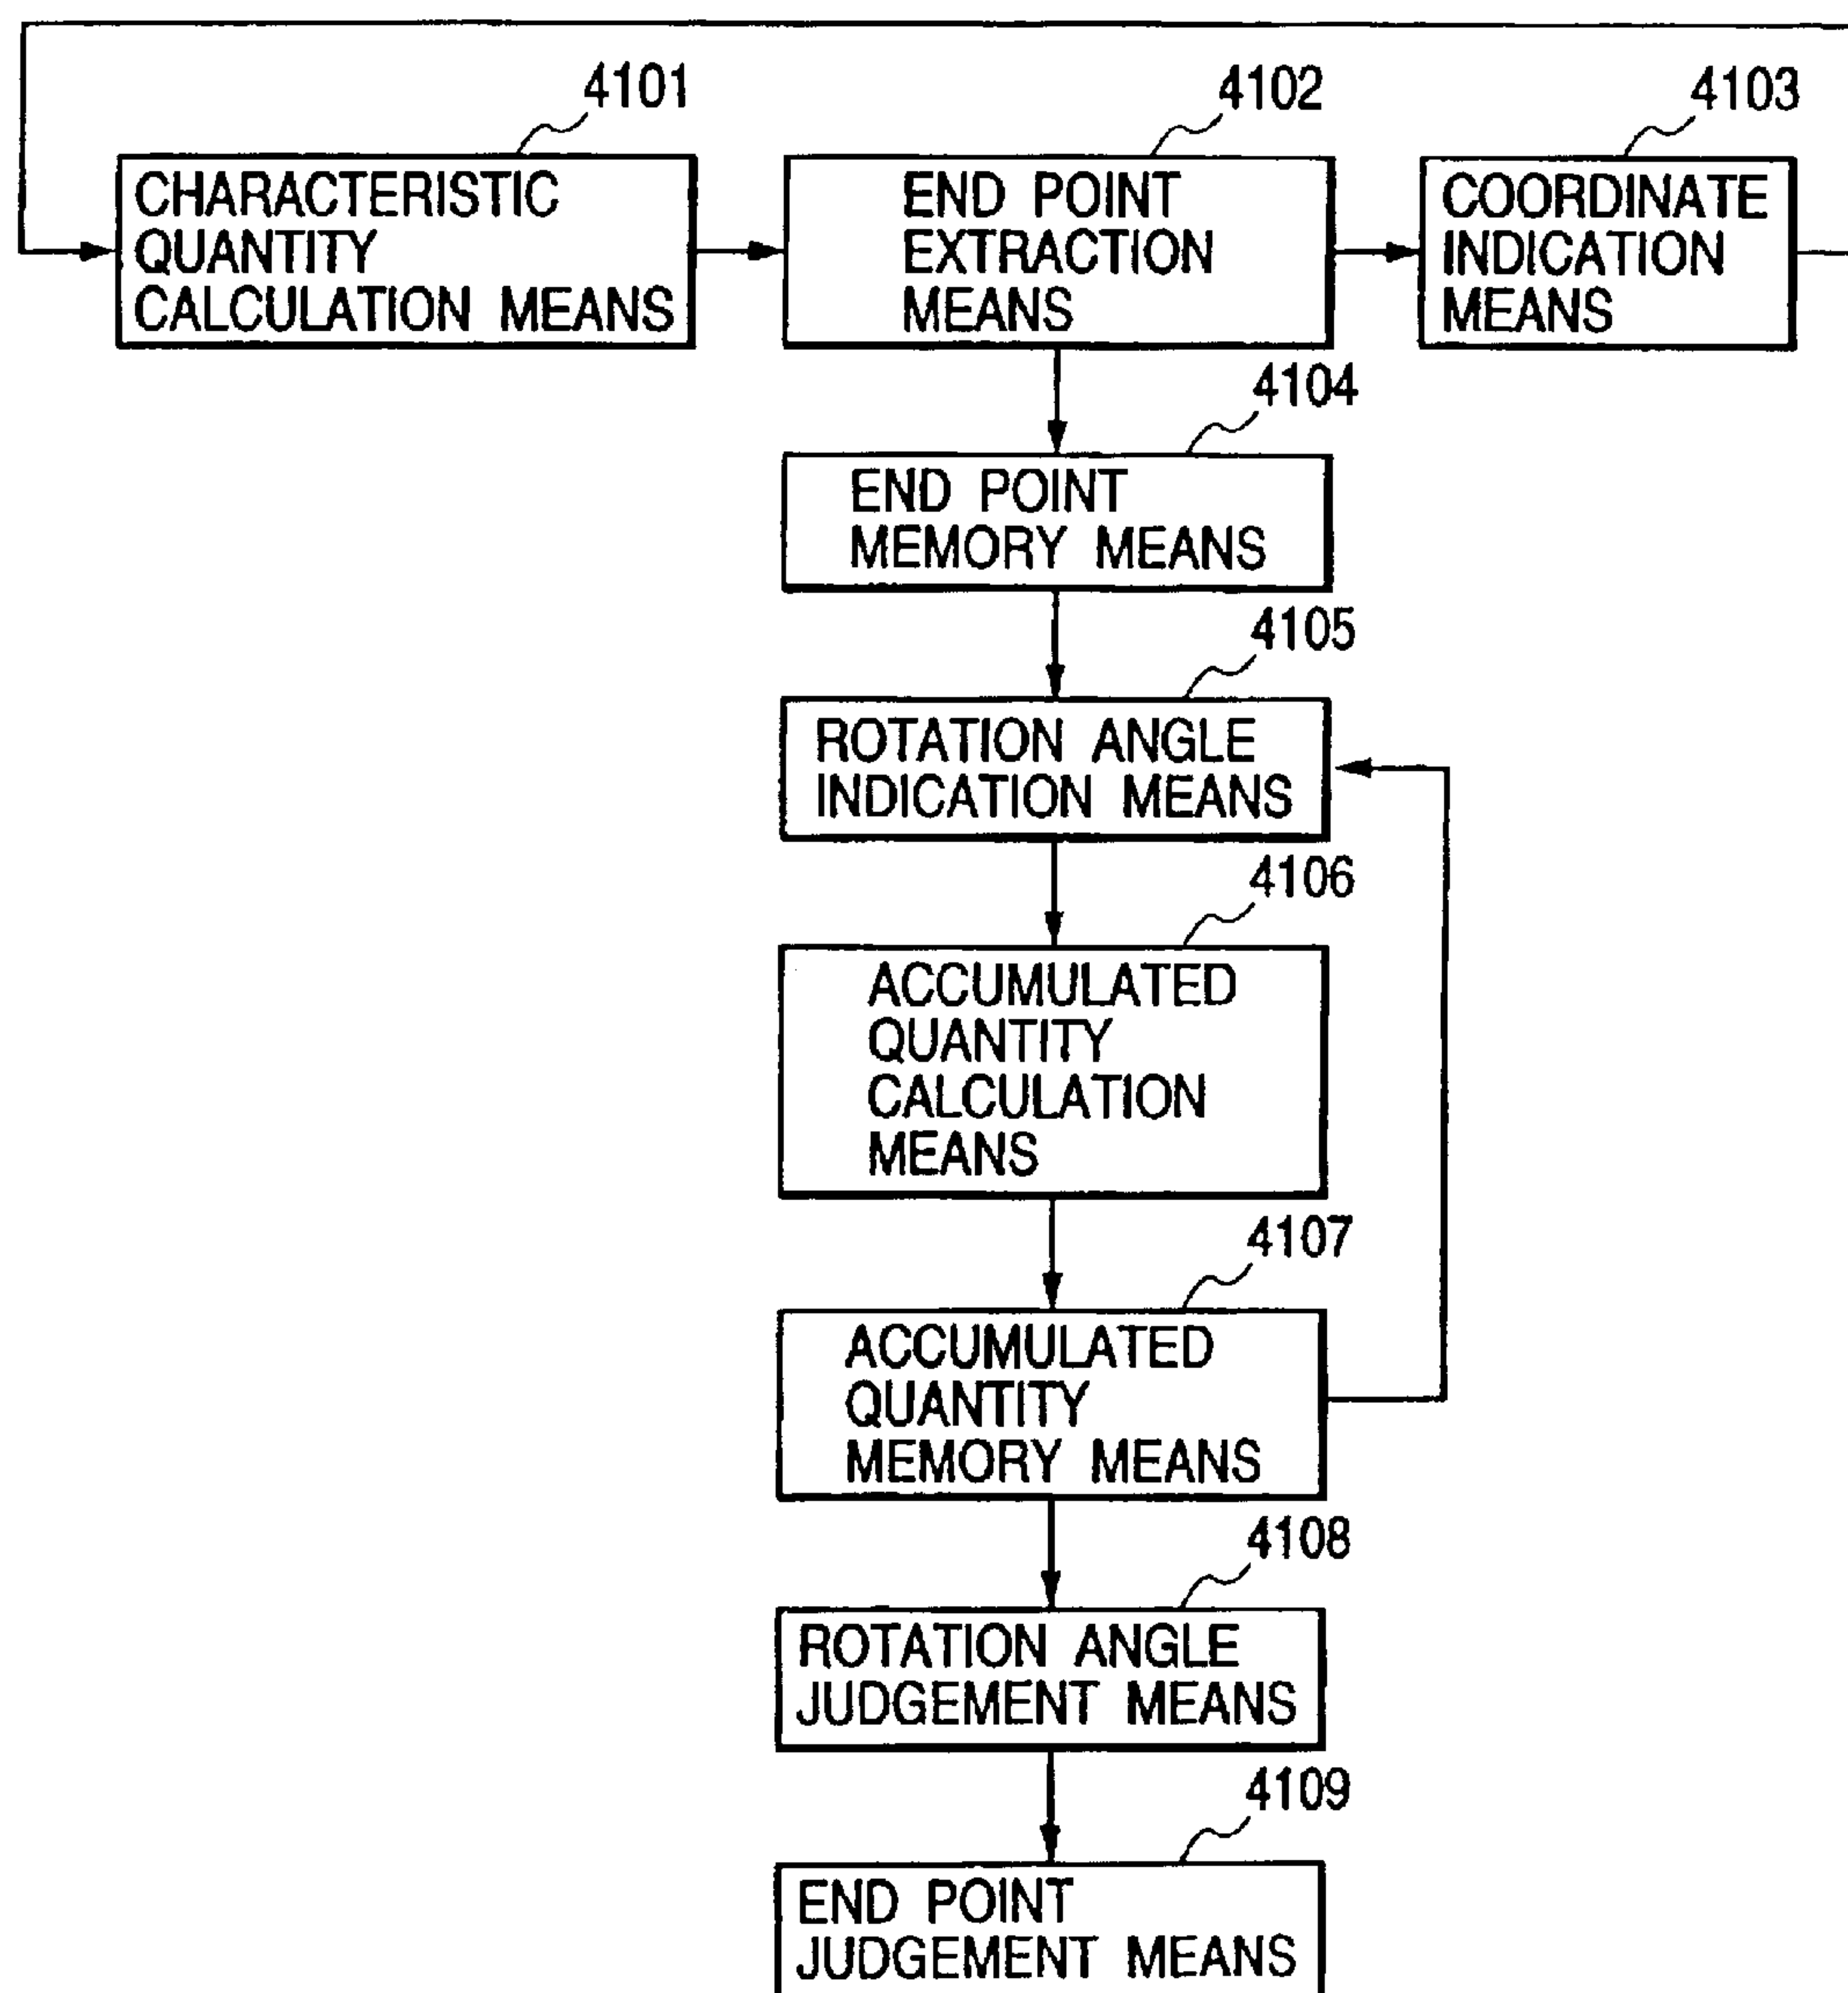 4101
4102
4103
CHARACTERISTIC
QUANTITY
CALCULATION MEANS
END POINT
EXTRACTION
MEANS
COORDINATE
INDICATION
MEANS
4104
END POINT
MEMORY MEANS
4105
ROTATION ANGLE
INDICATION MEANS
4106
ACCUMULATED
QUANTITY
CALCULATION
MEANS
4107
ACCUMULATED
QUANTITY
MEMORY MEANS
4108
ROTATION ANGLE
JUDGEMENT MEANS
4109
END POINT
JUDGEMENT MEANS